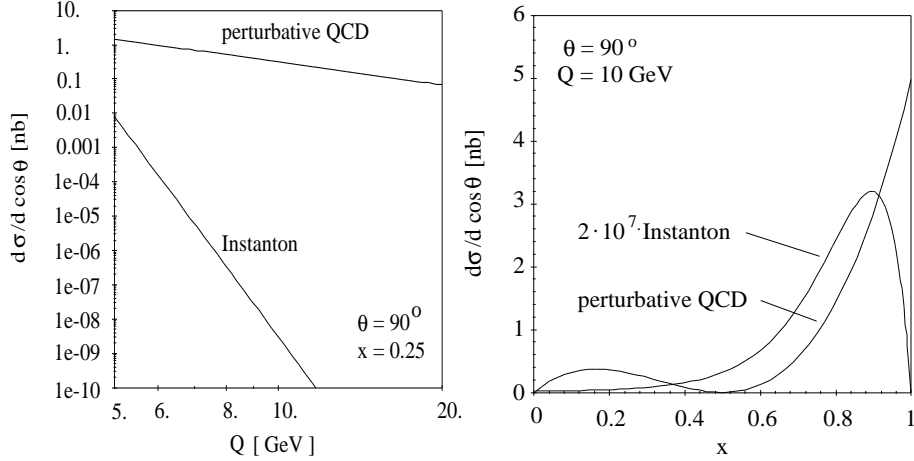 10.
1.
0.1
0.01
0.001
1e-04
1e-05
1e-06
1e-07
1e-08
1e-09
1e-10
dσ/d cosθ [nb]
perturbative QCD
Instanton
θ = 90°
x = 0.25
5.
6.
8.
10.
20.
Q [ GeV ]
6
5
4
3
2
1
0
dσ/d cosθ [nb]
θ = 90°
Q = 10 GeV
2·10⁷·Instanton
perturbative QCD
0
0.2
0.4
0.6
0.8
1
x